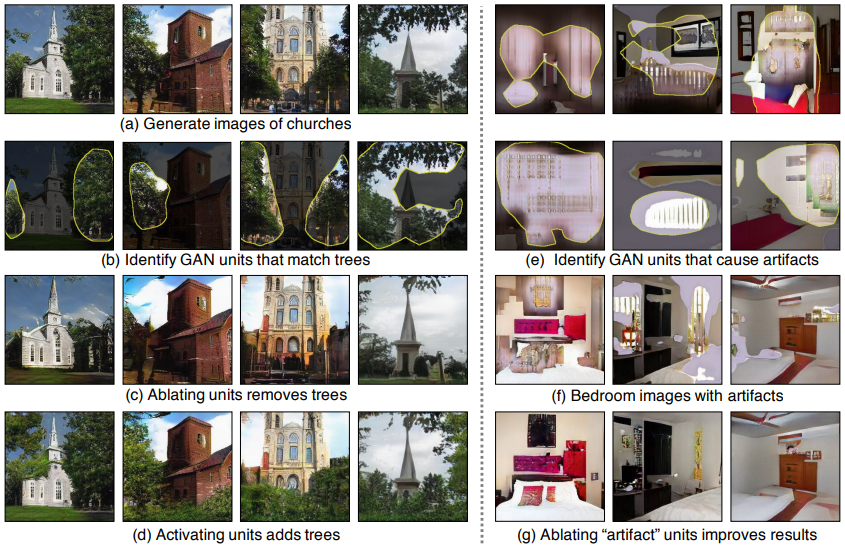 (a) Generate images of churches
(b) Identify GAN units that match trees
(c) Ablating units removes trees
(d) Activating units adds trees
(e) Identify GAN units that cause artifacts
(f) Bedroom images with artifacts
(g) Ablating “artifact” units improves results